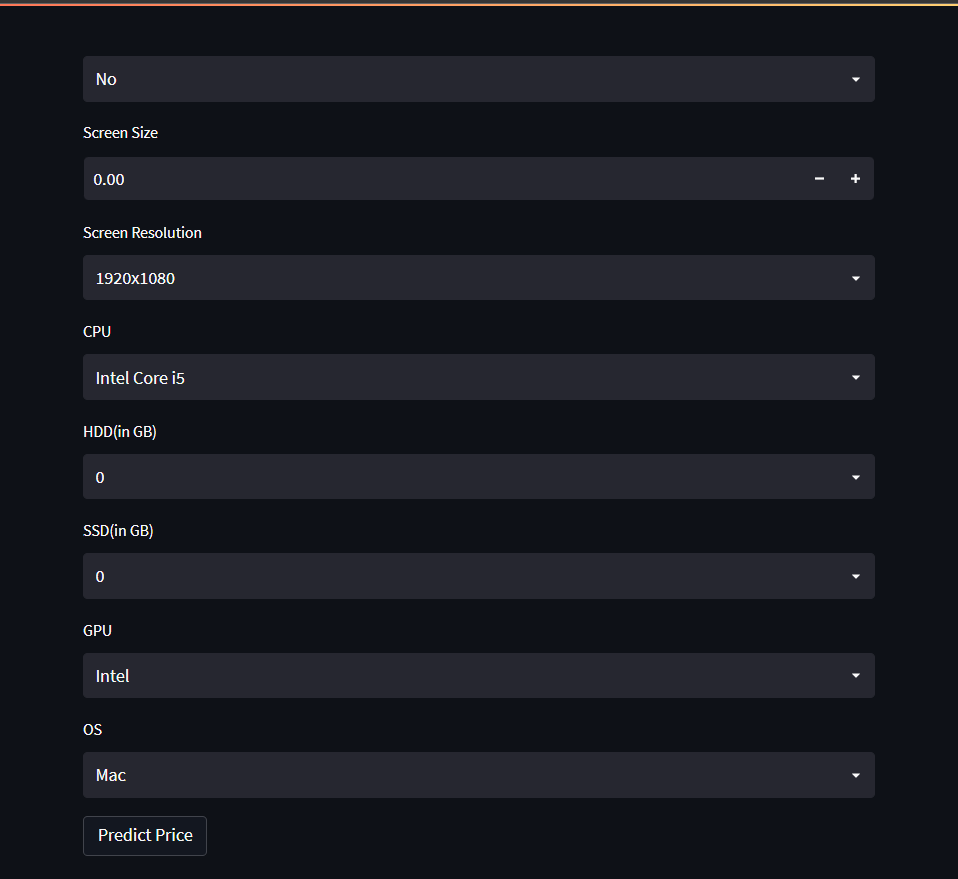 No
Screen Size
0.00
Screen Resolution
1920x1080
CPU
Intel Core i5
HDD(in GB)
0
SSD(in GB)
0
GPU
Intel
OS
Mac
Predict Price